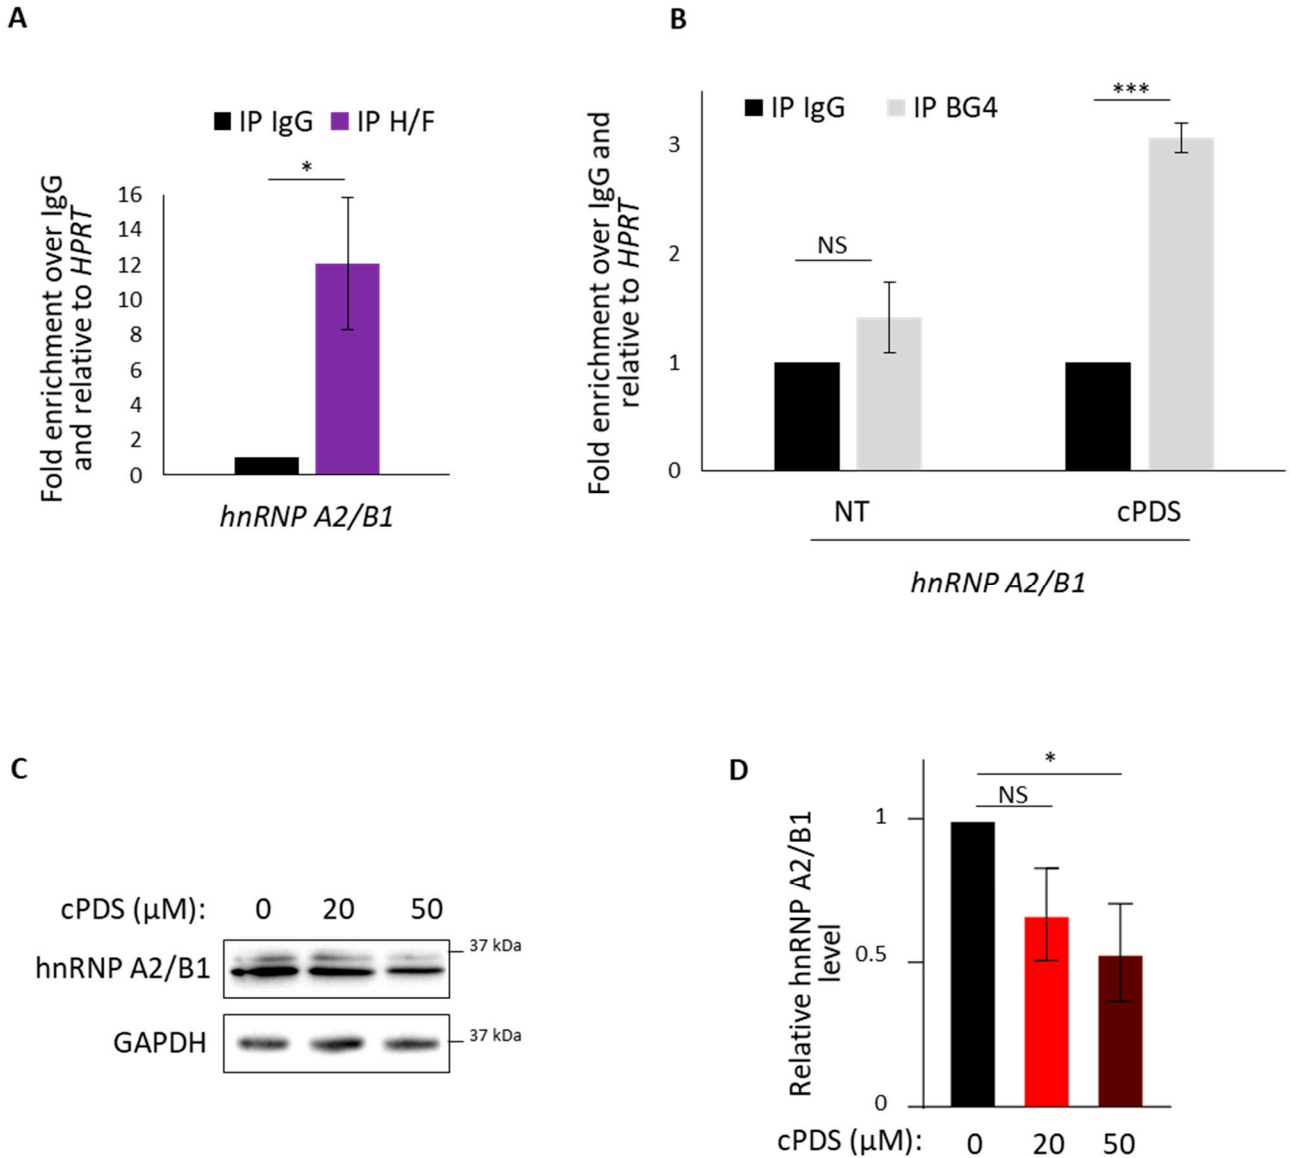 A
IP IgG IP H/F
*
Fold enrichment over IgG
and relative to HPRT
16
14
12
10
8
6
4
2
0
hnRNP A2/B1
B
IP IgG IP BG4
***
NS
Fold enrichment over IgG and
relative to HPRT
3
2
1
0
NT cPDS
hnRNP A2/B1
C
cPDS (μM): 0 20 50
37 kDa
hnRNP A2/B1
37 kDa
GAPDH
D
*
NS
Relative hnRNP A2/B1
level
1
0.5
0
cPDS (μM): 0 20 50